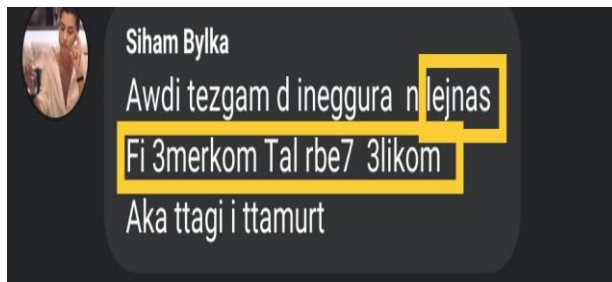 Siham Bylka
Awdi tezgam d ineggura n lejnas
Fi 3merkom Tal rbe7 3likom
Aka ttagi i ttamurt